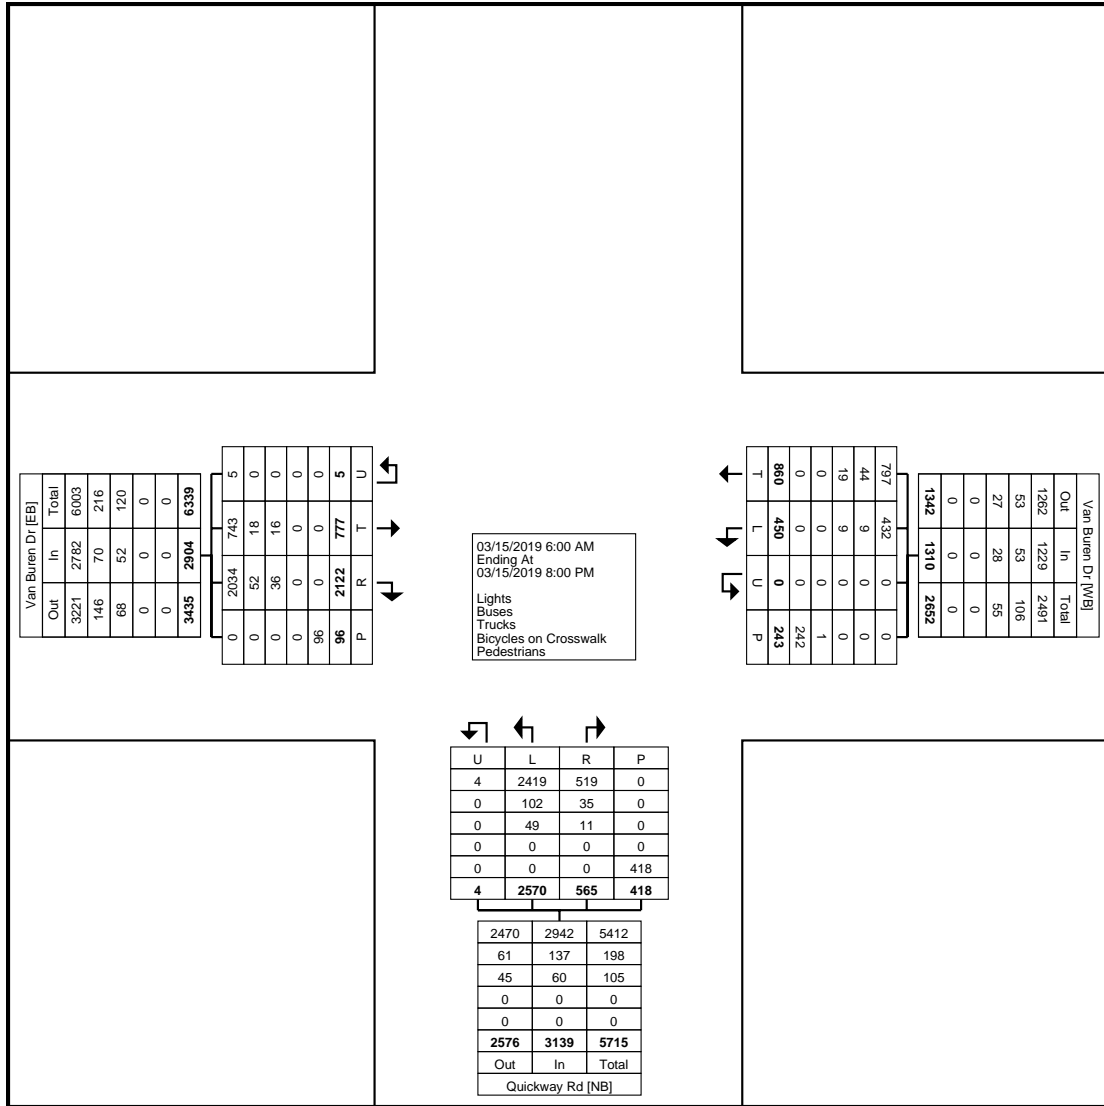 U T R P
5 777 2122 96
0 0 0 96
0 0 0 0
0 16 36 0
0 18 52 0
5 743 2034 0
6339 2904 3435
0 0 0
0 0 0
120 52 68
216 70 146
6003 2782 3221
Total In Out
Van Buren Dr [EB]
03/15/2019 6:00 AM
Ending At
03/15/2019 8:00 PM
Lights
Buses
Trucks
Bicycles on Crosswalk
Pedestrians
Van Buren Dr [WB]
Out In Total
1262 1229 2491
53 53 106
27 28 55
0 0 0
0 0 0
1342 1310 2652
797 432 0 0
44 9 0 0
19 9 0 0
0 0 0 1
0 0 0 242
860 450 0 243
T L U P
U L R P
4 2419 519 0
0 102 35 0
0 49 11 0
0 0 0 0
0 0 0 418
4 2570 565 418
2470 2942 5412
61 137 198
45 60 105
0 0 0
0 0 0
2576 3139 5715
Out In Total
Quickway Rd [NB]